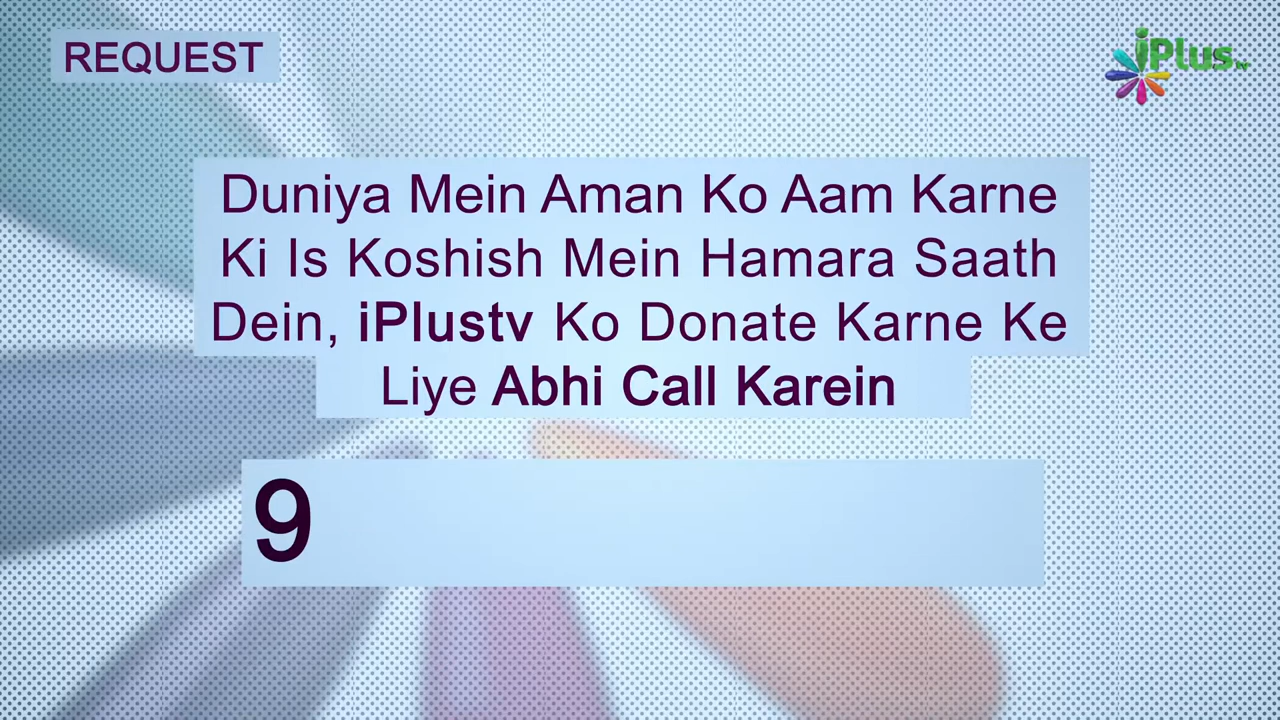 REQUEST
iPlus tv
Duniya Mein Aman Ko Aam Karne
Ki Is Koshish Mein Hamara Saath
Dein, iPlustv Ko Donate Karne Ke
Liye Abhi Call Karein
9